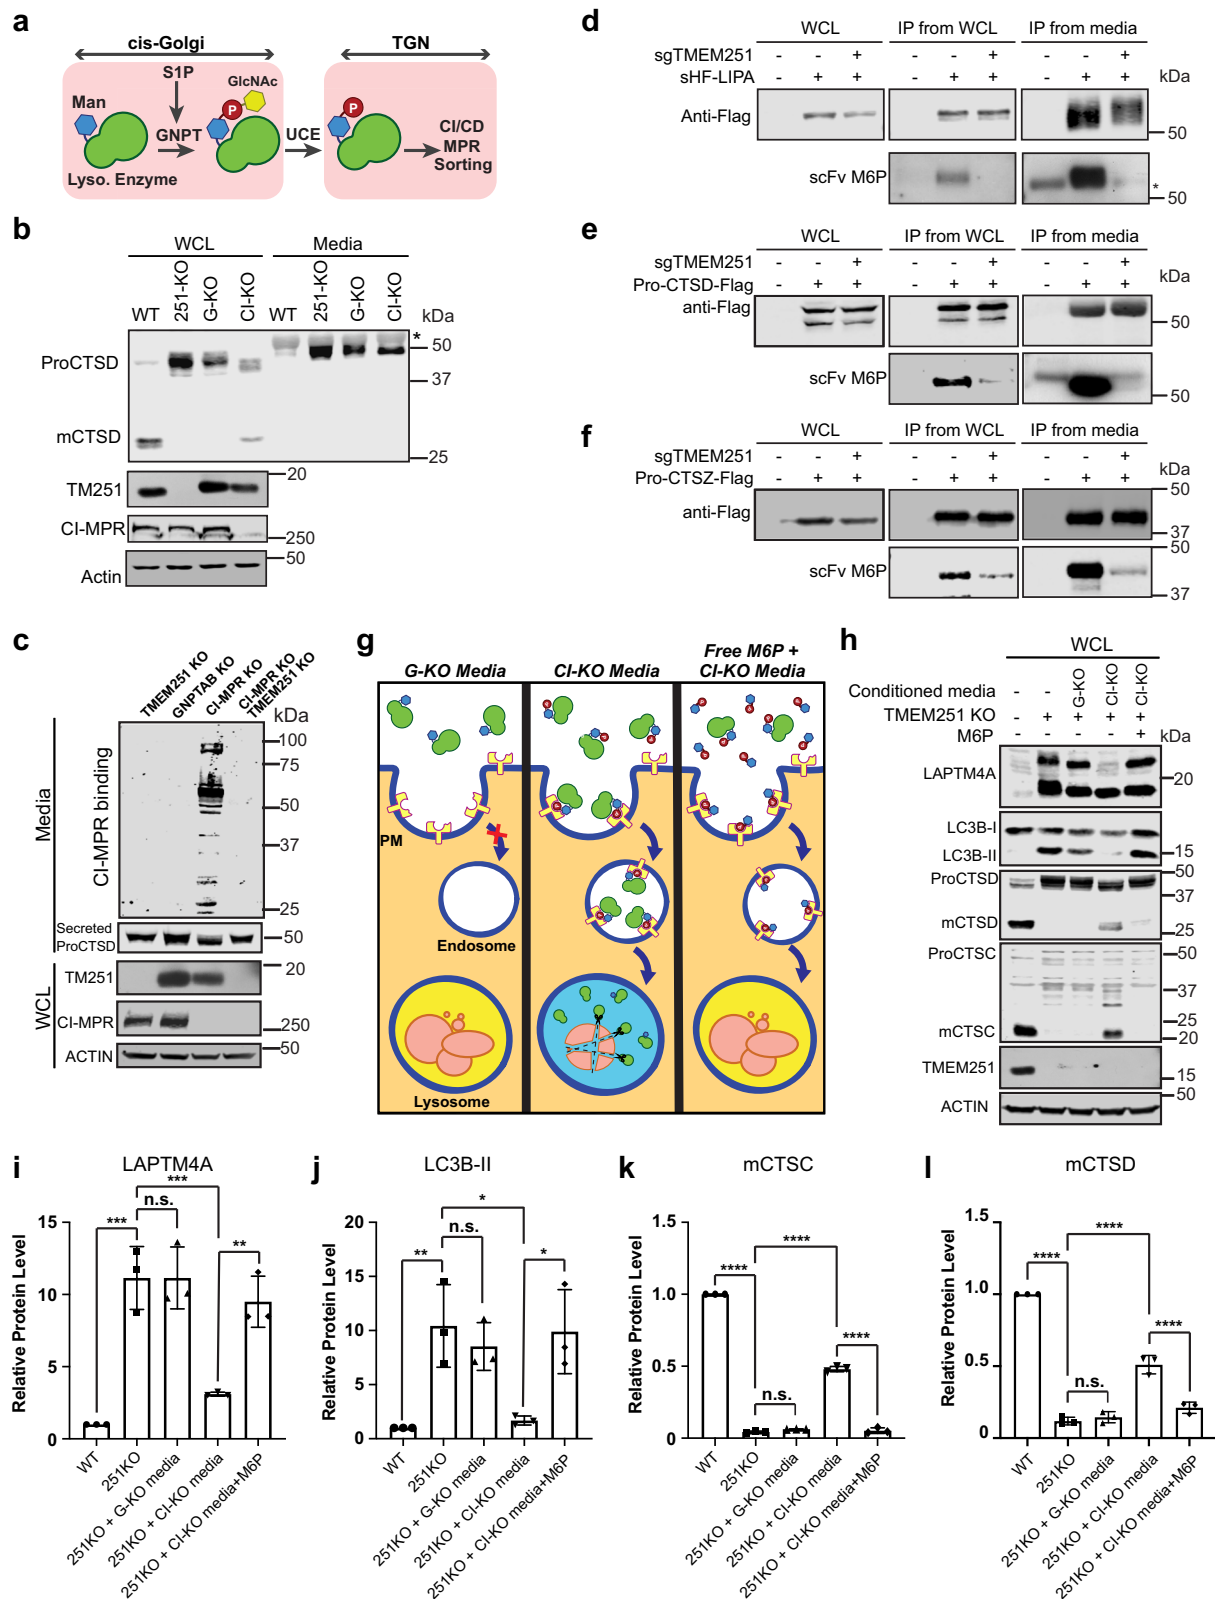 a
cis-Golgi
TGN
S1P
GlcNAc
Man
P
P
GNPT
UCE
CI/CD
MPR
Sorting
Lyso. Enzyme
b
WCL
Media
WT
251-KO
G-KO
CI-KO
WT
251-KO
G-KO
CI-KO
kDa
*
50
ProCTSD
37
mCTSD
25
20
TM251
CI-MPR
250
50
Actin
c
TMEM251 KO
GNPTAB KO
CI-MPR KO
CI-MPR KO
TMEM251 KO
kDa
Media
CI-MPR binding
100
75
50
37
25
Secreted
ProCTSD
50
WCL
TM251
20
CI-MPR
250
50
ACTIN
d
WCL
IP from WCL
IP from media
sgTMEM251 - - + - - + - - +
sHF-LIPA - + + - + + - + +
kDa
Anti-Flag
50
scFv M6P
*
50
e
WCL
IP from WCL
IP from media
sgTMEM251 - - + - - + - - +
Pro-CTSD-Flag - + + - + + - + +
kDa
anti-Flag
50
scFv M6P
50
f
WCL
IP from WCL
IP from media
sgTMEM251 - - + - - + - - +
Pro-CTSZ-Flag - + + - + + - + +
kDa
50
anti-Flag
37
50
scFv M6P
37
g
G-KO Media
CI-KO Media
Free M6P +
CI-KO Media
PM
Endosome
Lysosome
h
WCL
Conditioned media - - G-KO CI-KO CI-KO
TMEM251 KO - + + + +
M6P - - - - +
kDa
LAPTM4A
20
LC3B-I
LC3B-II
15
50
ProCTSD
37
mCTSD
25
ProCTSC
50
37
25
mCTSC
20
TMEM251
15
50
ACTIN
i
LAPTM4A
Relative Protein Level
15
10
5
0
***
***
n.s.
**
WT
251KO
251KO + G-KO media
251KO + CI-KO media
251KO + CI-KO media+M6P
j
LC3B-II
Relative Protein Level
20
15
10
5
0
**
*
n.s.
*
WT
251KO
251KO + G-KO media
251KO + CI-KO media
251KO + CI-KO media+M6P
k
mCTSC
Relative Protein Level
1.5
1.0
0.5
0
****
****
n.s.
****
WT
251KO
251KO + G-KO media
251KO + CI-KO media
251KO + CI-KO media+M6P
l
mCTSD
Relative Protein Level
1.5
1.0
0.5
0
****
****
n.s.
****
WT
251KO
251KO + G-KO media
251KO + CI-KO media
251KO + CI-KO media+M6P